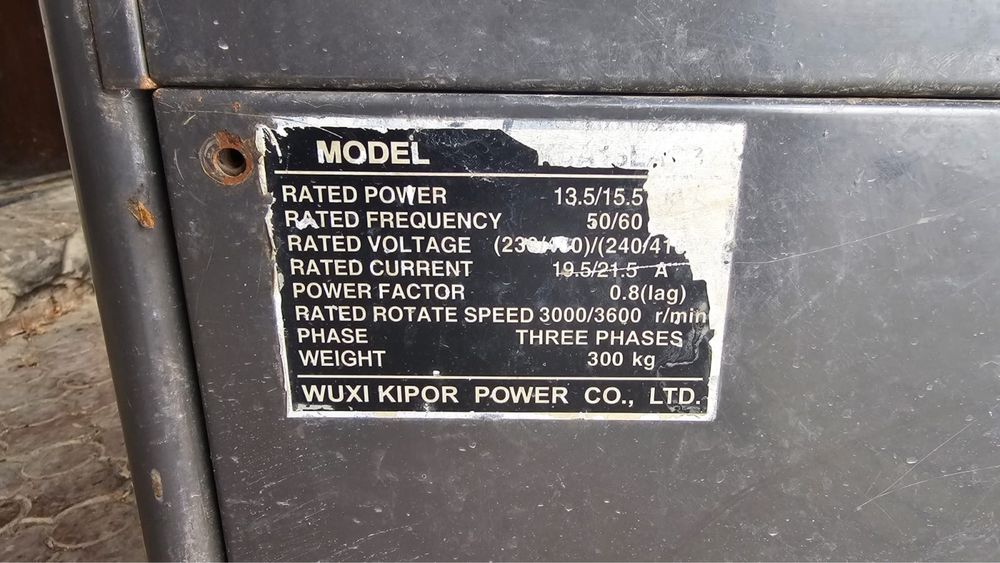 MODEL
RATED POWER 13.5/15.5
RATED FREQUENCY 50/60
RATED VOLTAGE
RATED CURRENT 19.5/21.5 A
POWER FACTOR 0.8(lag)
RATED ROTATE SPEED 3000/3600 r/min
PHASE THREE PHASES
WEIGHT 300 kg
WUXI KIPOR POWER CO., LTD.